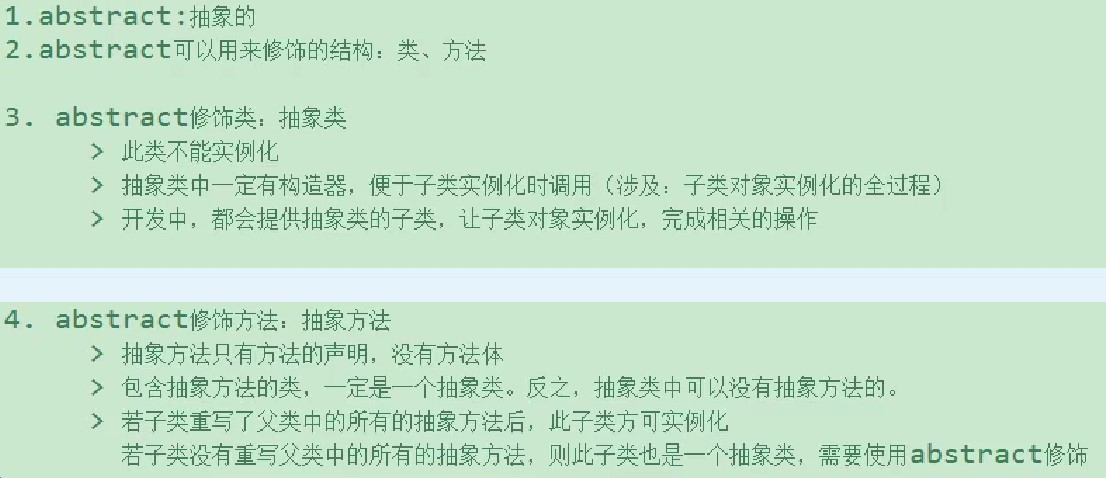 1.abstract:抽象的
2.abstract可以用来修饰的结构：类、方法
3. abstract修饰类：抽象类
> 此类不能实例化
> 抽象类中一定有构造器，便于子类实例化时调用（涉及：子类对象实例化的全过程）
> 开发中，都会提供抽象类的子类，让子类对象实例化，完成相关的操作
4. abstract修饰方法：抽象方法
> 抽象方法只有方法的声明，没有方法体
> 包含抽象方法的类，一定是一个抽象类。反之，抽象类中可以没有抽象方法的。
> 若子类重写了父类中的所有的抽象方法后，此子类方可实例化
若子类没有重写父类中的所有的抽象方法，则此子类也是一个抽象类，需要使用abstract修饰